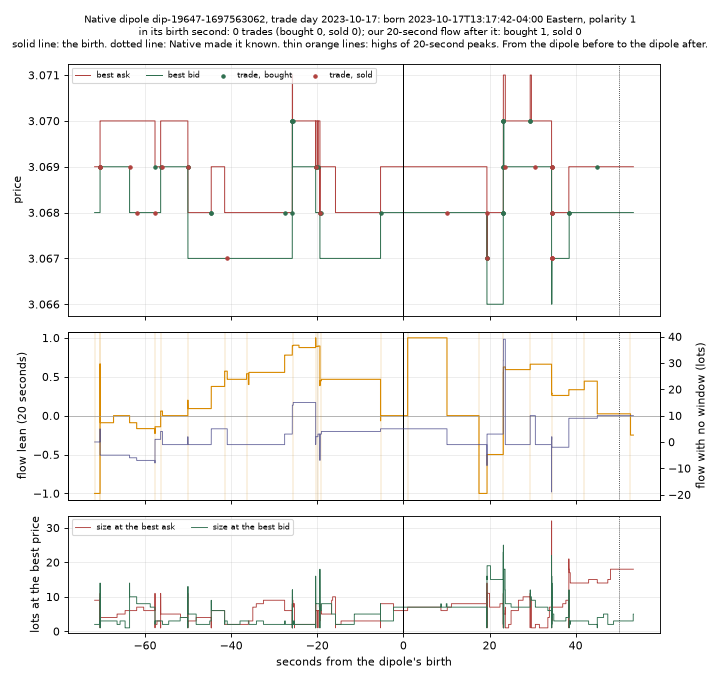 Native dipole dip-19647-1697563062, trade day 2023-10-17: born 2023-10-17T13:17:42-04:00 Eastern, polarity 1
in its birth second: 0 trades (bought 0, sold 0); our 20-second flow after it: bought 1, sold 0
solid line: the birth. dotted line: Native made it known. thin orange lines: highs of 20-second peaks. From the dipole before to the dipole after.
best ask
best bid
trade, bought
trade, sold
3.071
3.070
3.069
3.068
3.067
3.066
price
1.0
0.5
0.0
−0.5
−1.0
flow lean (20 seconds)
40
30
20
10
0
−10
−20
flow with no window (lots)
size at the best ask
size at the best bid
30
20
10
0
lots at the best price
−60
−40
−20
0
20
40
seconds from the dipole's birth